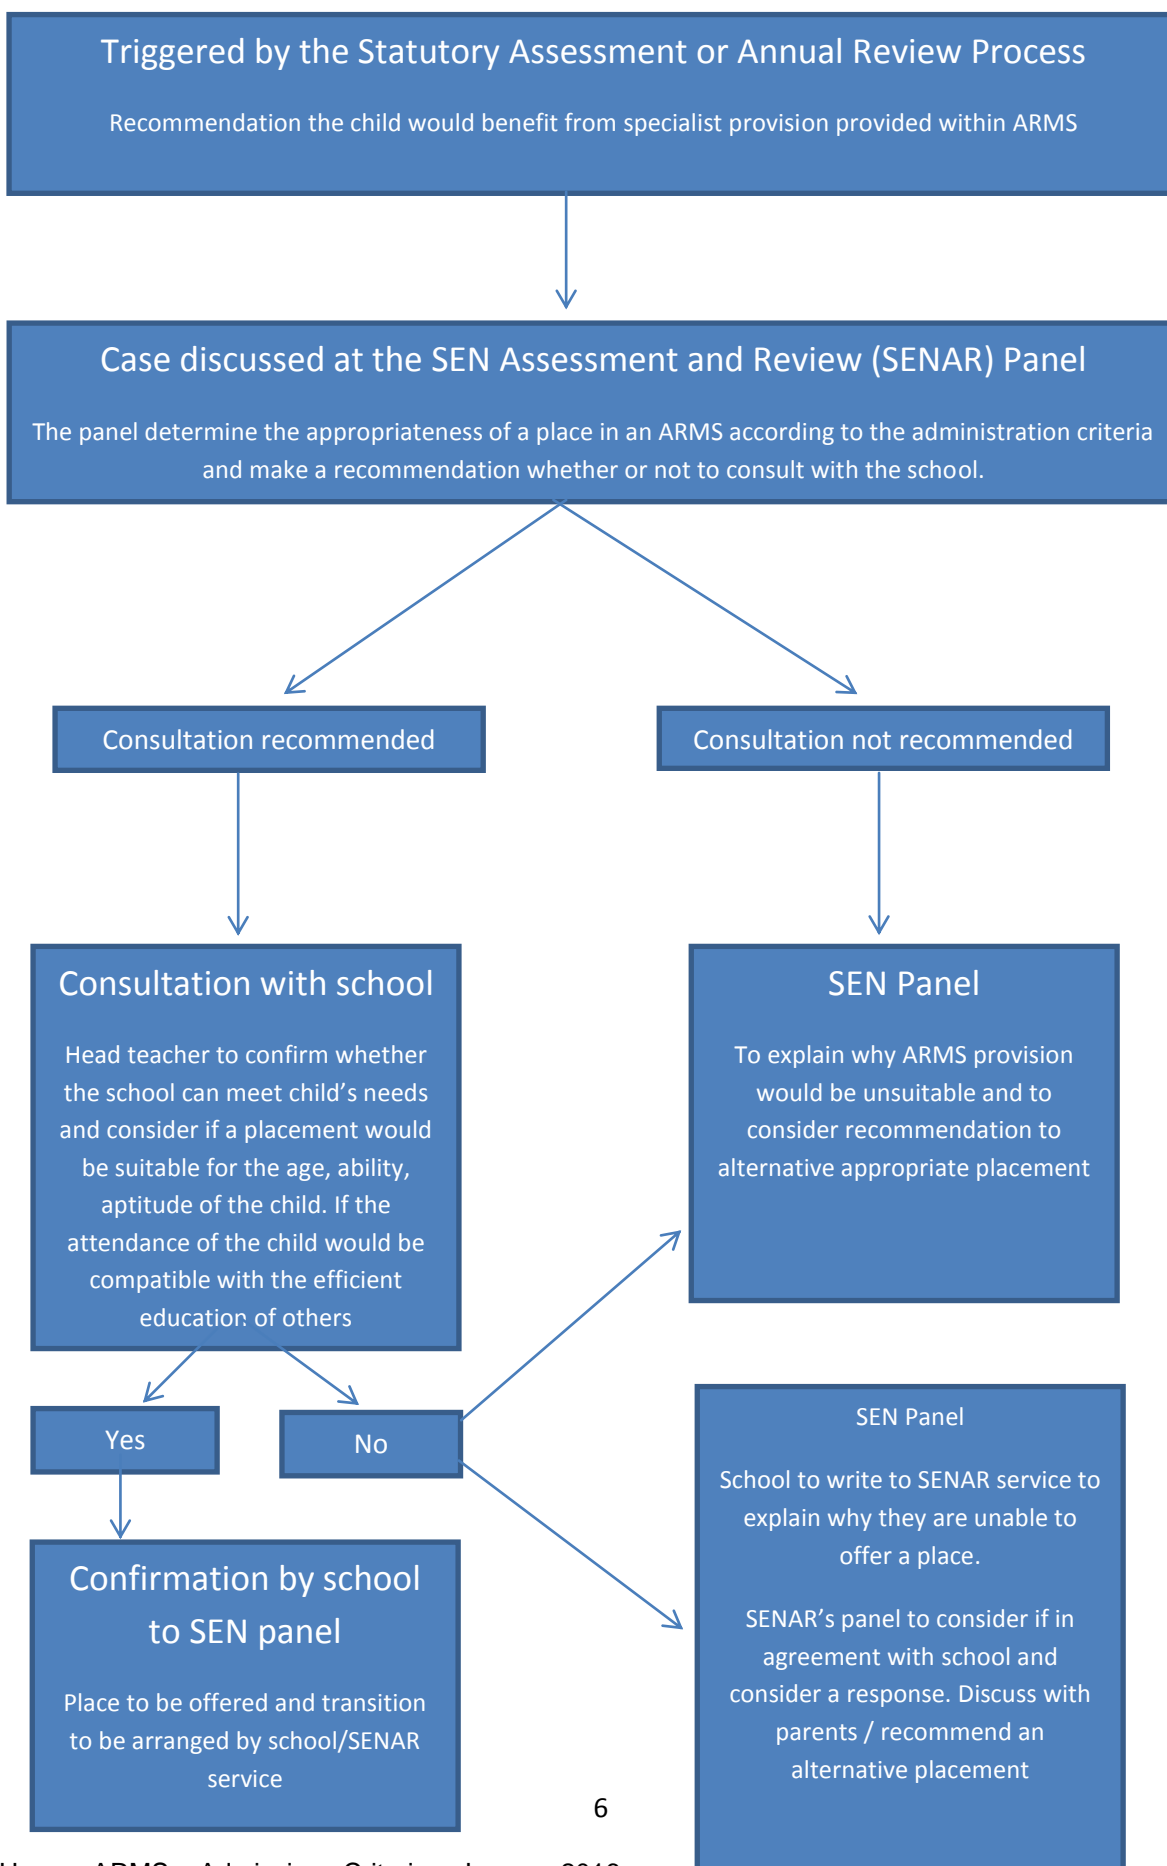 Triggered by the Statutory Assessment or Annual Review Process
Recommendation the child would benefit from specialist provision provided within ARMS
Case discussed at the SEN Assessment and Review (SENAR) Panel
The panel determine the appropriateness of a place in an ARMS according to the administration criteria
and make a recommendation whether or not to consult with the school.
Consultation recommended
Consultation not recommended
Consultation with school
Head teacher to confirm whether
the school can meet child’s needs
and consider if a placement would
be suitable for the age, ability,
aptitude of the child. If the
attendance of the child would be
compatible with the efficient
education of others
SEN Panel
To explain why ARMS provision
would be unsuitable and to
consider recommendation to
alternative appropriate placement
Yes
No
Confirmation by school
to SEN panel
Place to be offered and transition
to be arranged by school/SENAR
service
SEN Panel
School to write to SENAR service to
explain why they are unable to
offer a place.
SENAR’s panel to consider if in
agreement with school and
consider a response. Discuss with
parents / recommend an
alternative placement
6